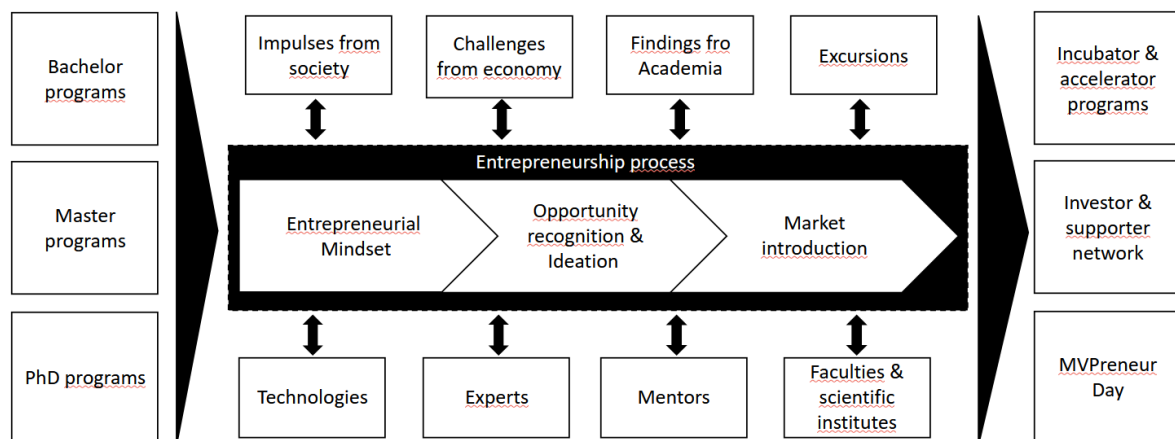 Bachelor
programs
Master
programs
PhD programs
Impulses from
society
Challenges
from economy
Findings fro
Academia
Excursions
Entrepreneurship process
Entrepreneurial
Mindset
Opportunity
recognition &
Ideation
Market
introduction
Technologies
Experts
Mentors
Faculties &
scientific
institutes
Incubator &
accelerator
programs
Investor &
supporter
network
MVPreneur
Day